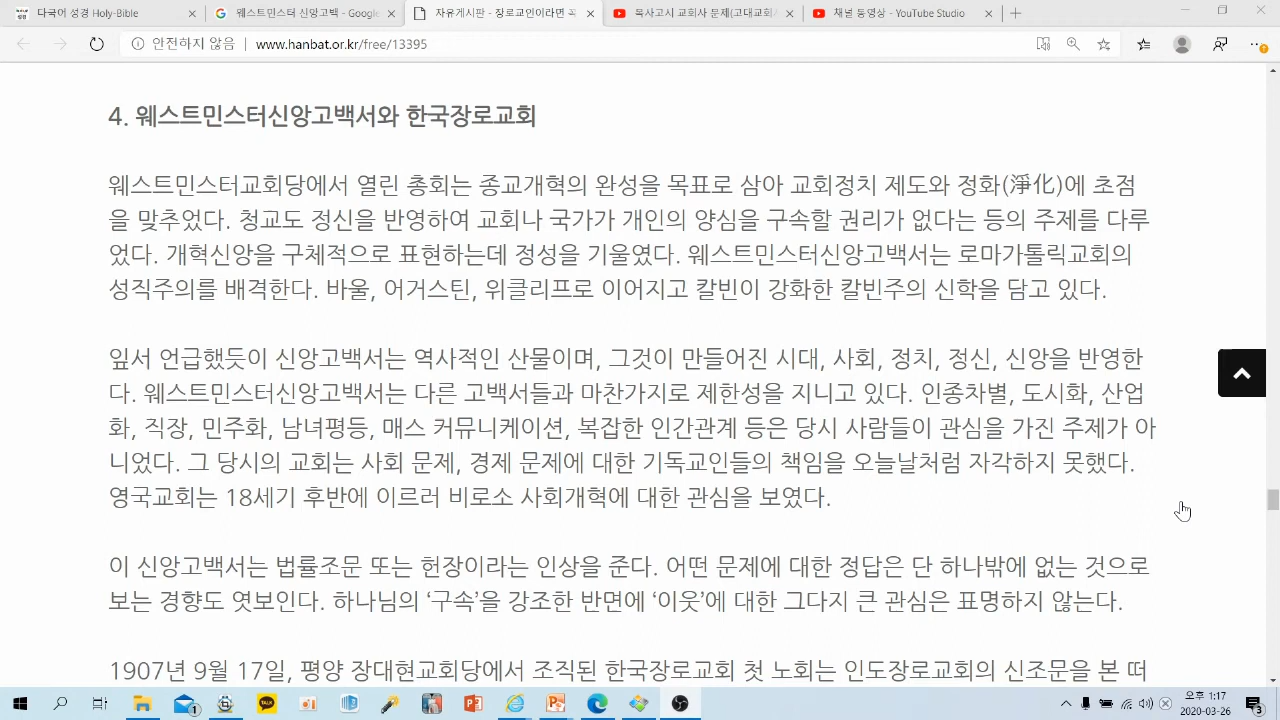 다국어 성경 Holy-Bible
웨스트민스터 신앙고백 - Google
자유게시판 - 장로교인이라면 꼭
목사고시 교회사 문제(고대교회
채널 동영상 - YouTube Studio
안전하지 않음 www.hanbat.or.kr/free/13395
4. 웨스트민스터신앙고백서와 한국장로교회
웨스트민스터교회당에서 열린 총회는 종교개혁의 완성을 목표로 삼아 교회정치 제도와 정화(淨化)에 초점
을 맞추었다. 청교도 정신을 반영하여 교회나 국가가 개인의 양심을 구속할 권리가 없다는 등의 주제를 다루
었다. 개혁신앙을 구체적으로 표현하는데 정성을 기울였다. 웨스트민스터신앙고백서는 로마가톨릭교회의
성직주의를 배격한다. 바울, 어거스틴, 위클리프로 이어지고 칼빈이 강화한 칼빈주의 신학을 담고 있다.
잎서 언급했듯이 신앙고백서는 역사적인 산물이며, 그것이 만들어진 시대, 사회, 정치, 정신, 신앙을 반영한
다. 웨스트민스터신앙고백서는 다른 고백서들과 마찬가지로 제한성을 지니고 있다. 인종차별, 도시화, 산업
화, 직장, 민주화, 남녀평등, 매스 커뮤니케이션, 복잡한 인간관계 등은 당시 사람들이 관심을 가진 주제가 아
니었다. 그 당시의 교회는 사회 문제, 경제 문제에 대한 기독교인들의 책임을 오늘날처럼 자각하지 못했다.
영국교회는 18세기 후반에 이르러 비로소 사회개혁에 대한 관심을 보였다.
이 신앙고백서는 법률조문 또는 헌장이라는 인상을 준다. 어떤 문제에 대한 정답은 단 하나밖에 없는 것으로
보는 경향도 엿보인다. 하나님의 ‘구속’을 강조한 반면에 ‘이웃’에 대한 그다지 큰 관심은 표명하지 않는다.
1907년 9월 17일, 평양 장대현교회당에서 조직된 한국장로교회 첫 노회는 인도장로교회의 신조문을 본 떠
오후 1:17
2020-03-26